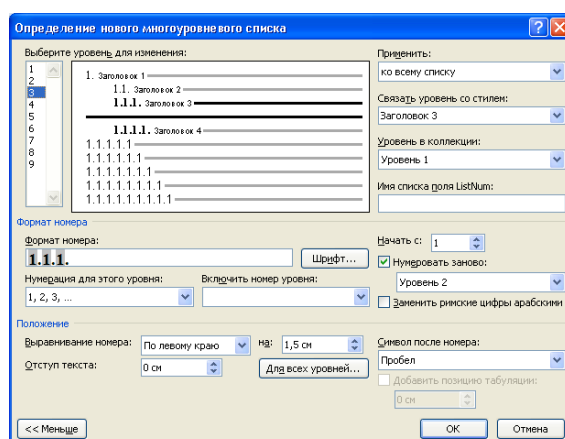 Определение нового многоуровневого списка
Выберите уровень для изменения:
1
2
3
4
5
6
7
8
9
1. Заголовок 1
1.1. Заголовок 2
1.1.1. Заголовок 3
1.1.1.1. Заголовок 4
1.1.1.1.1
1.1.1.1.1.1
1.1.1.1.1.1.1
1.1.1.1.1.1.1.1
1.1.1.1.1.1.1.1.1
Применить:
ко всему списку
Связать уровень со стилем:
Заголовок 3
Уровень в коллекции:
Уровень 1
Имя списка поля ListNum:
Формат номера
Формат номера:
1.1.1.
Шрифт...
Нумерация для этого уровня:
Включить номер уровня:
1, 2, 3, ...
Начать с: 1
Нумеровать заново:
Уровень 2
Заменить римские цифры арабскими
Положение
Выравнивание номера: По левому краю на: 1,5 см
Отступ текста: 0 см Для всех уровней...
Символ после номера:
Пробел
Добавить позицию табуляции:
0 см
<< Меньше
ОК
Отмена